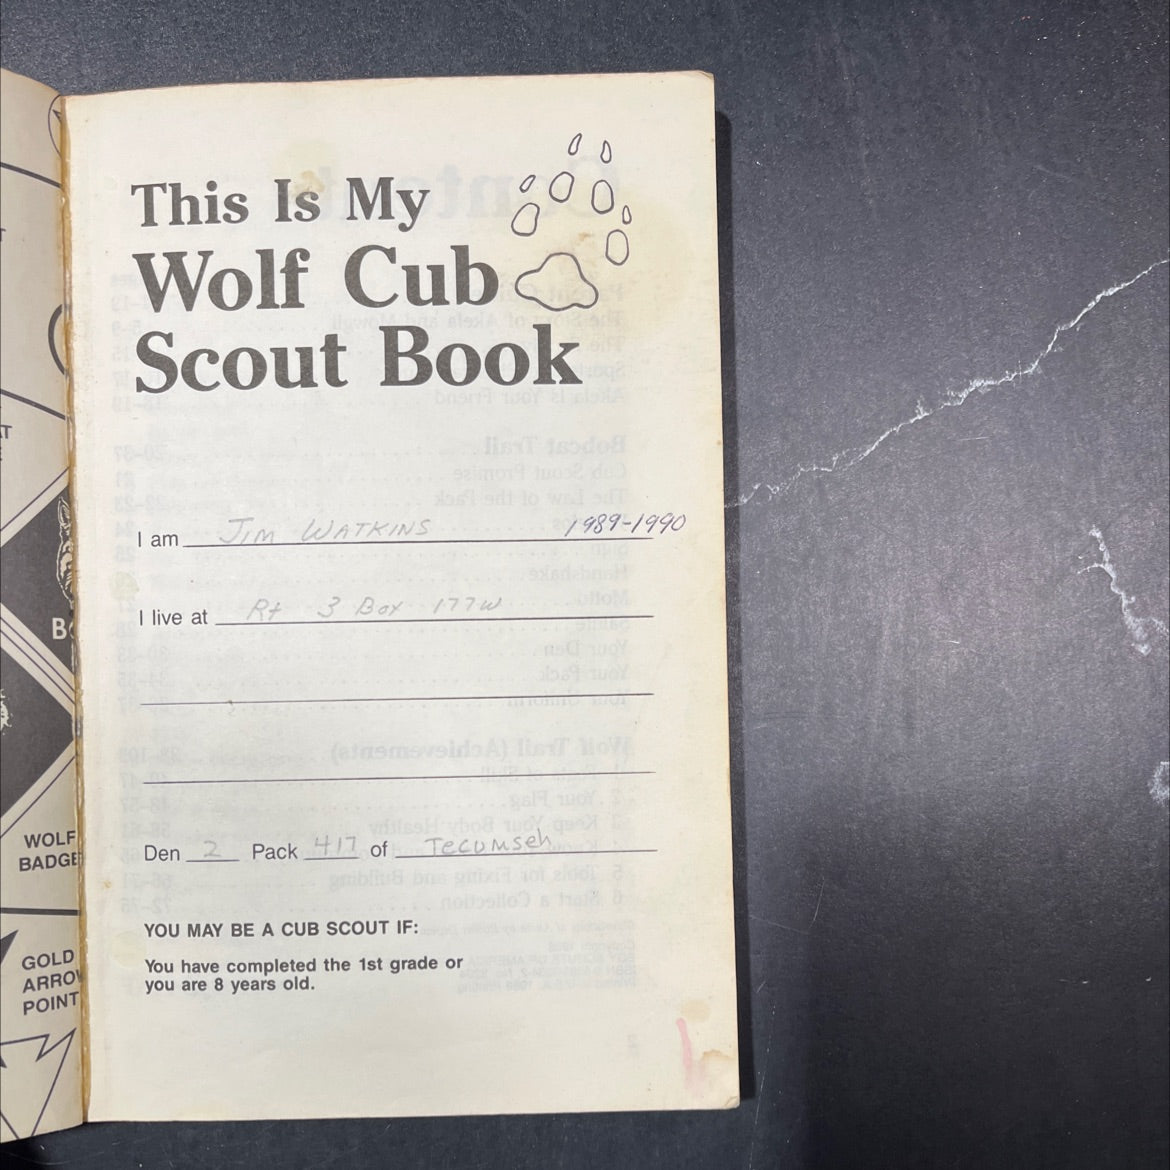 This Is My
Wolf Cub
Scout Book
I am JIM WATKINS 1989-1990
I live at Rt 3 Box 177W
Den 2 Pack 417 of Tecumseh
YOU MAY BE A CUB SCOUT IF:
You have completed the 1st grade or
you are 8 years old.
WOLF
BADGE
GOLD
ARROW
POINT